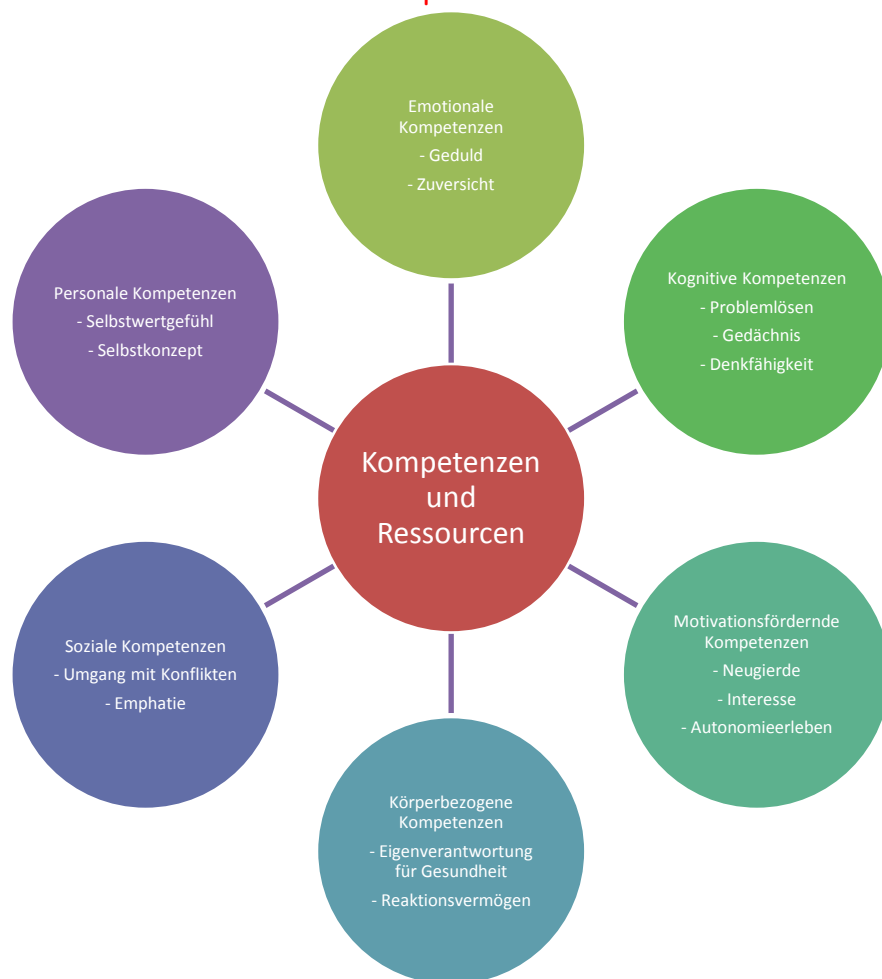 Emotionale
Kompetenzen
- Geduld
- Zuversicht
Kognitive Kompetenzen
- Problemlösen
- Gedächnis
- Denkfähigkeit
Motivationsfördernde
Kompetenzen
- Neugierde
- Interesse
- Autonomieerleben
Körperbezogene
Kompetenzen
- Eigenverantwortung
für Gesundheit
- Reaktionsvermögen
Soziale Kompetenzen
- Umgang mit Konflikten
- Emphatie
Personale Kompetenzen
- Selbstwertgefühl
- Selbstkonzept
Kompetenzen
und
Ressourcen